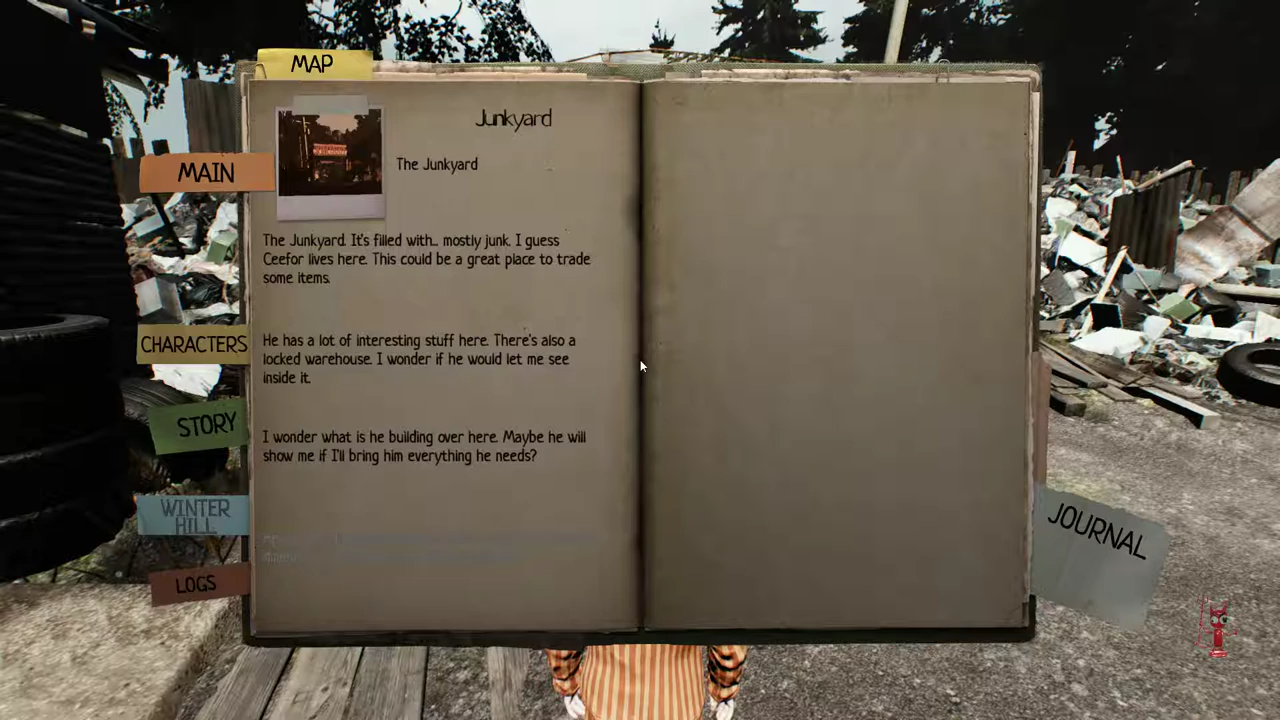 MAP
Junkyard
MAIN
The Junkyard
The Junkyard. It's filled with... mostly junk. I guess
Ceefor lives here. This could be a great place to trade
some items.
CHARACTERS
He has a lot of interesting stuff here. There's also a
locked warehouse. I wonder if he would let me see
inside it.
STORY
I wonder what is he building over here. Maybe he will
show me if I'll bring him everything he needs?
WINTER
HILL
LOGS
JOURNAL